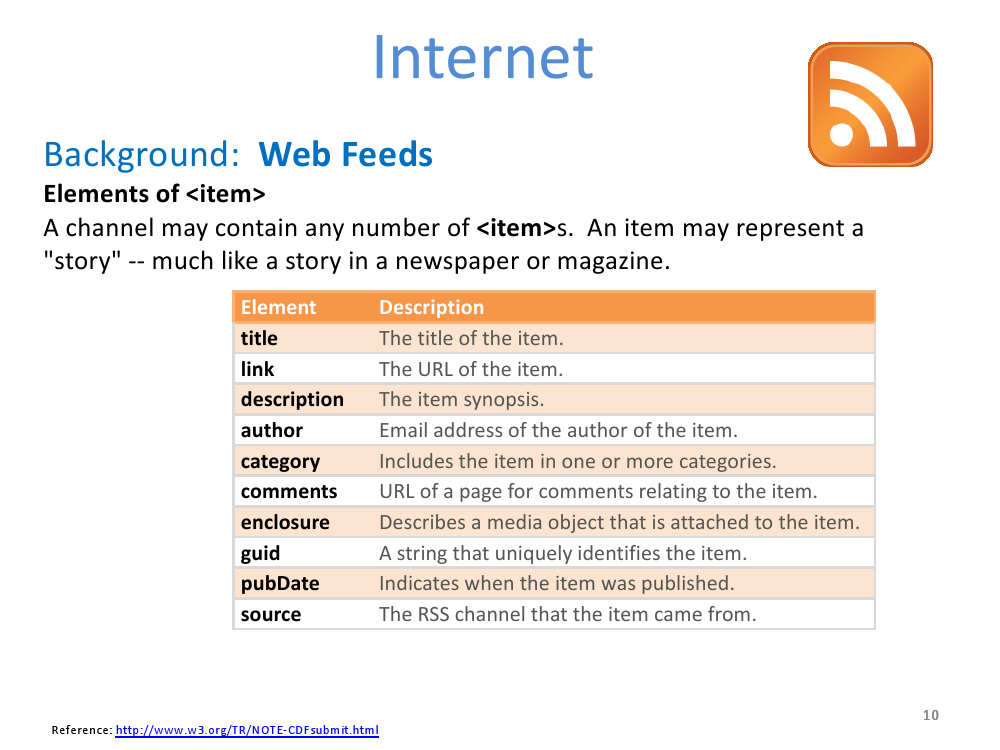 Internet
Background:  Web Feeds
Elements of <item>
A channel may contain any number of <item>s.  An item may represent a
"story" -- much like a story in a newspaper or magazine.
Element Description
title The title of the item.
link The URL of the item.
description The item synopsis.
author Email address of the author of the item.
category Includes the item in one or more categories.
comments URL of a page for comments relating to the item.
enclosure Describes a media object that is attached to the item.
guid A string that uniquely identifies the item.
pubDate Indicates when the item was published.
source The RSS channel that the item came from.
10
Reference: http://www.w3.org/TR/NOTE-CDFsubmit.html